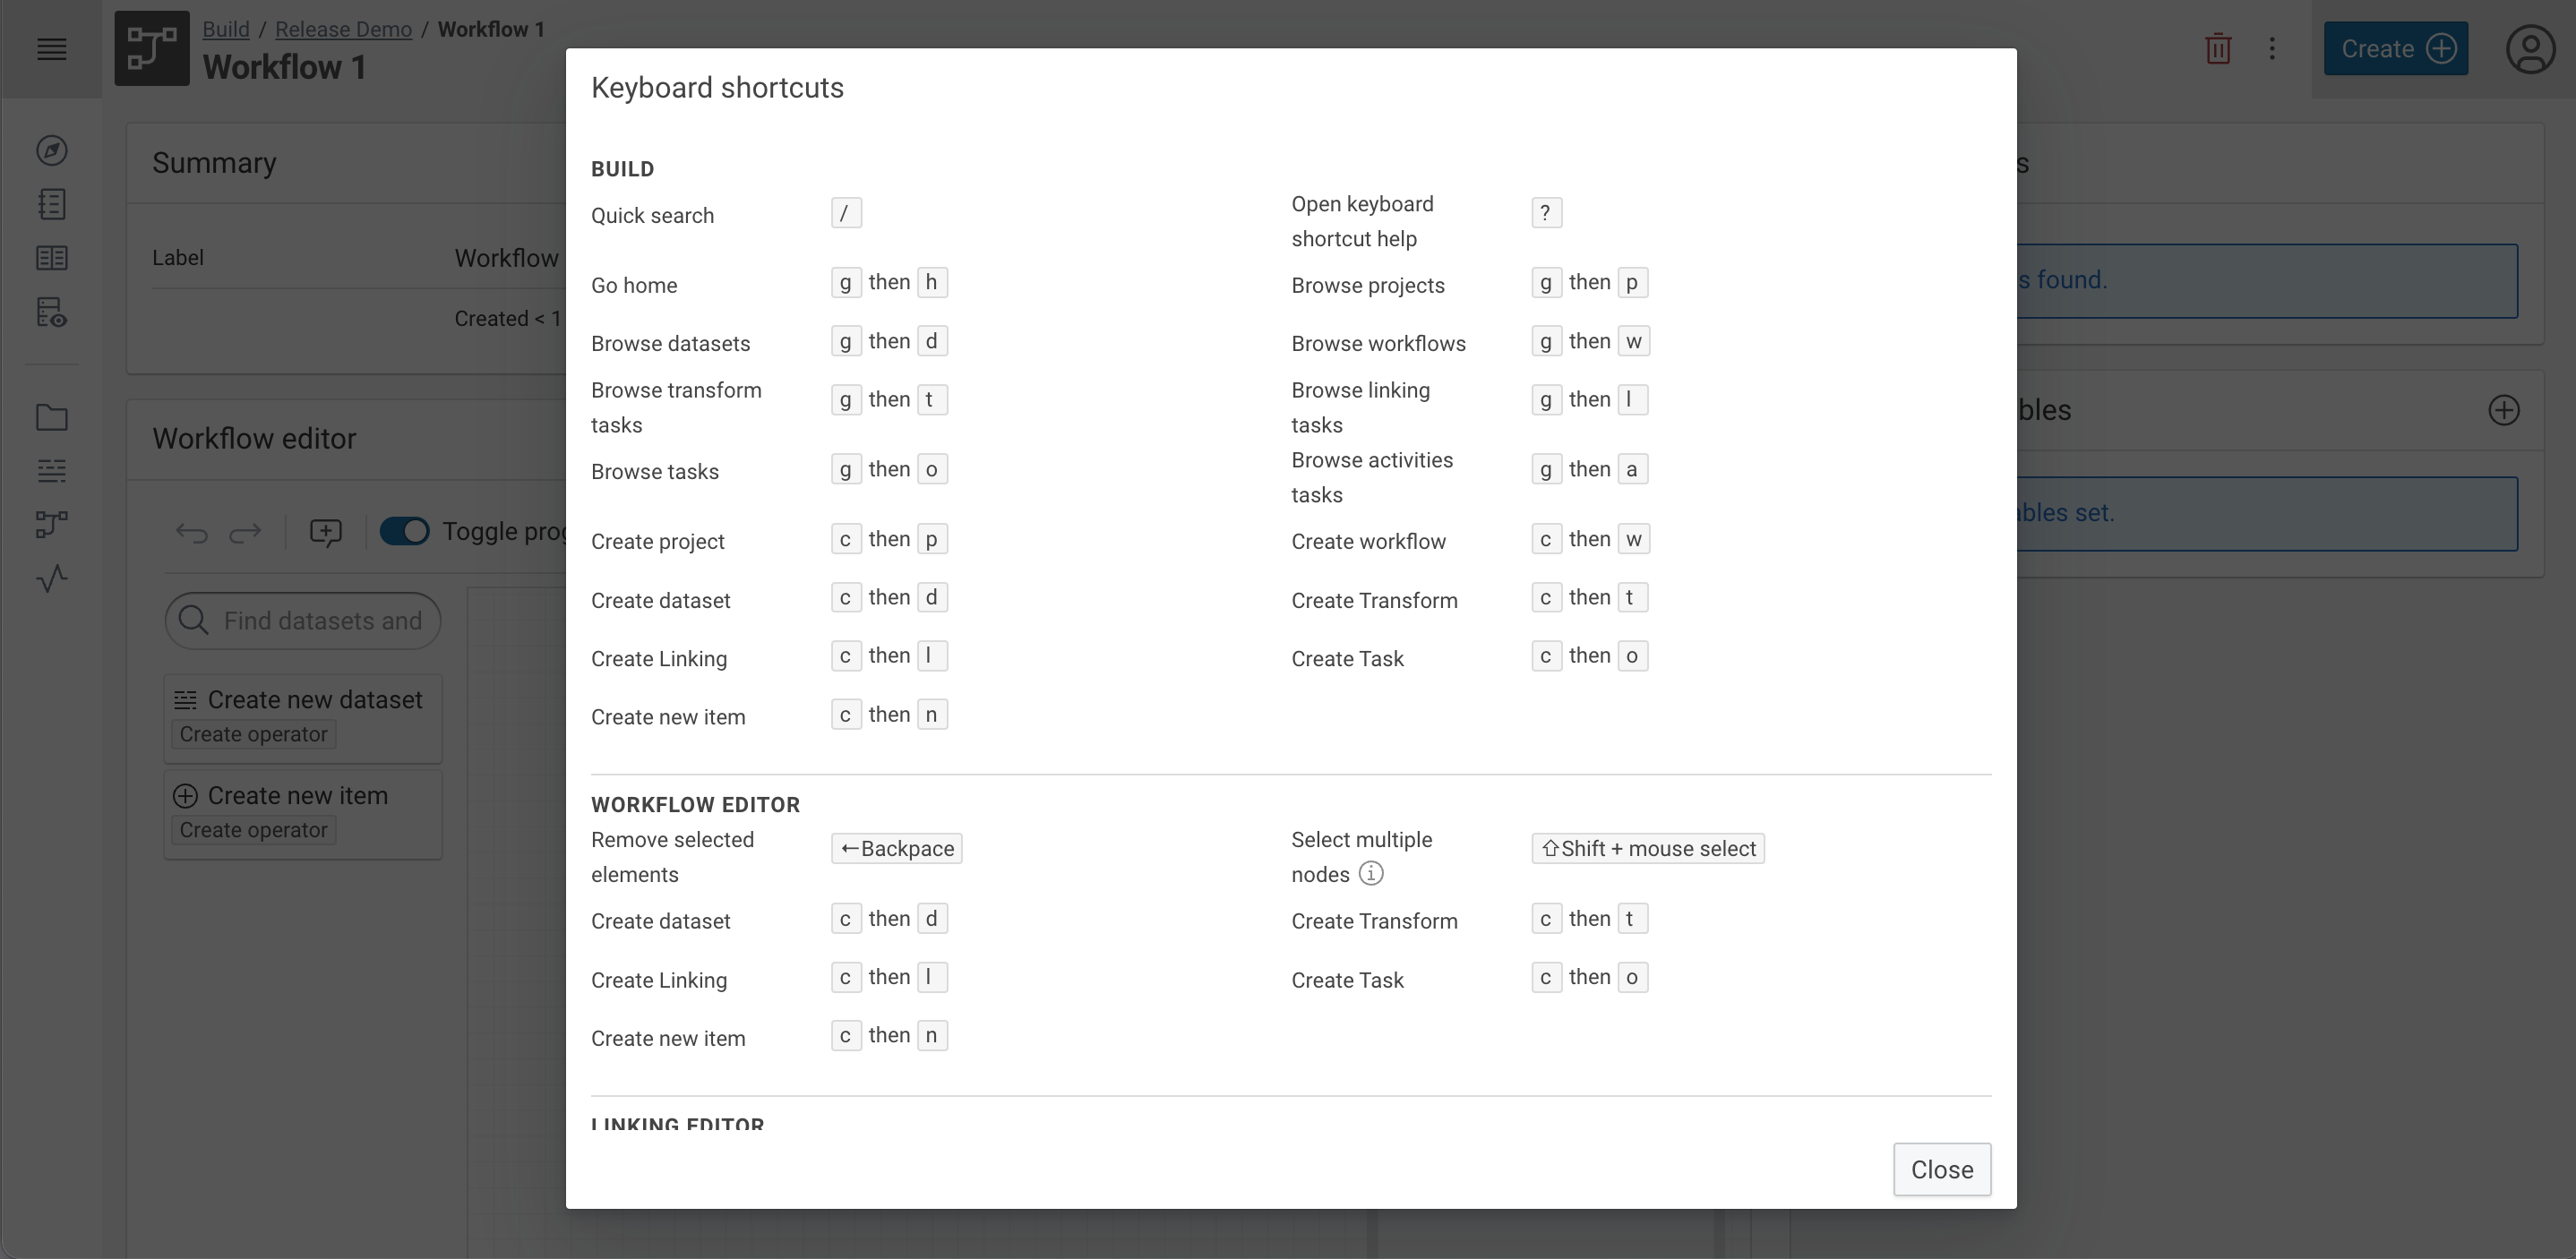 Build / Release Demo / Workflow 1
Workflow 1
Create
Summary
Label
Workflow
Created < 1
Workflow editor
Toggle prog
Find datasets and
Create new dataset
Create operator
Create new item
Create operator
Keyboard shortcuts
BUILD
Quick search /
Open keyboard
shortcut help ?
Go home g then h
Browse projects g then p
Browse datasets g then d
Browse workflows g then w
Browse transform
tasks g then t
Browse linking
tasks g then l
Browse tasks g then o
Browse activities
tasks g then a
Create project c then p
Create workflow c then w
Create dataset c then d
Create Transform c then t
Create Linking c then l
Create Task c then o
Create new item c then n
WORKFLOW EDITOR
Remove selected
elements ←Backpace
Select multiple
nodes ⇧Shift + mouse select
Create dataset c then d
Create Transform c then t
Create Linking c then l
Create Task c then o
Create new item c then n
LINKING EDITOR
Close
s
s found.
bles
ables set.